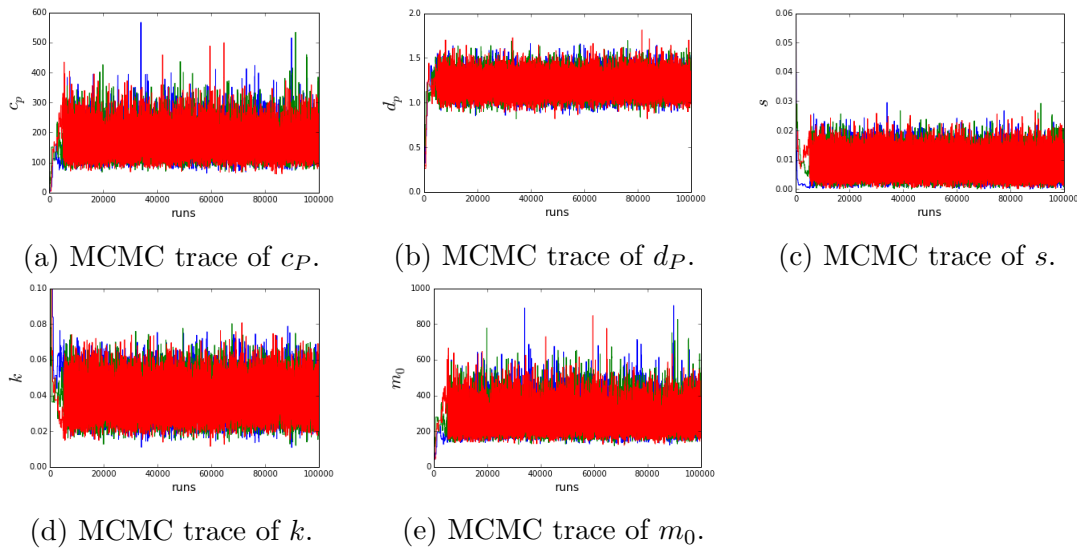 600
500
400
300
200
100
0
c_p
0 20000 40000 60000 80000 100000
runs
(a) MCMC trace of c_P.
2.0
1.5
1.0
0.5
0.0
d_p
0 20000 40000 60000 80000 100000
runs
(b) MCMC trace of d_P.
0.06
0.05
0.04
0.03
0.02
0.01
0.00
s
0 20000 40000 60000 80000 100000
runs
(c) MCMC trace of s.
0.10
0.08
0.06
0.04
0.02
0.00
k
0 20000 40000 60000 80000 100000
runs
(d) MCMC trace of k.
1000
800
600
400
200
0
m_0
0 20000 40000 60000 80000 100000
runs
(e) MCMC trace of m_0.